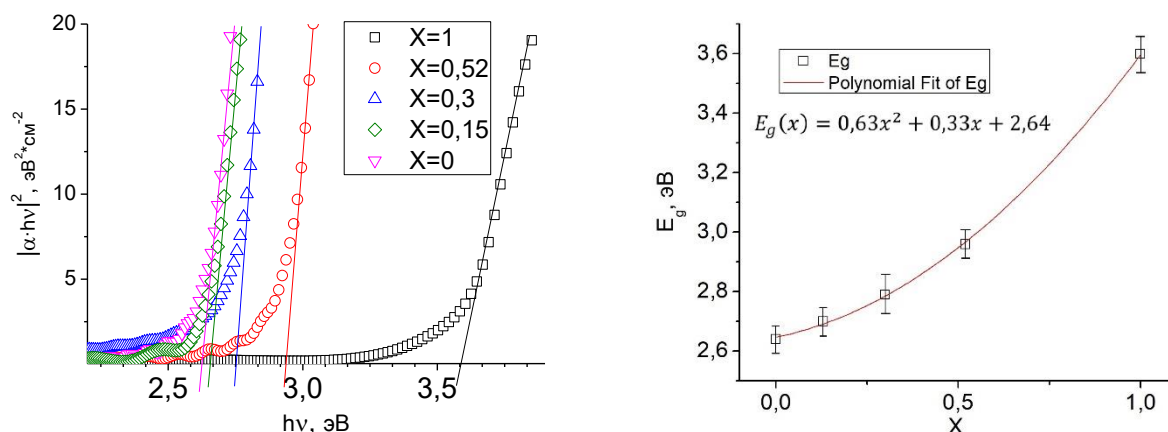 20
15
10
5
|α·hν|², эВ²*см⁻²
X=1
X=0,52
X=0,3
X=0,15
X=0
2,5 3,0 3,5
hν, эВ
3,6
3,4
3,2
3,0
2,8
2,6
E_g, эВ
Eg
Polynomial Fit of Eg
E_g(x) = 0,63x² + 0,33x + 2,64
0,0 0,5 1,0
X